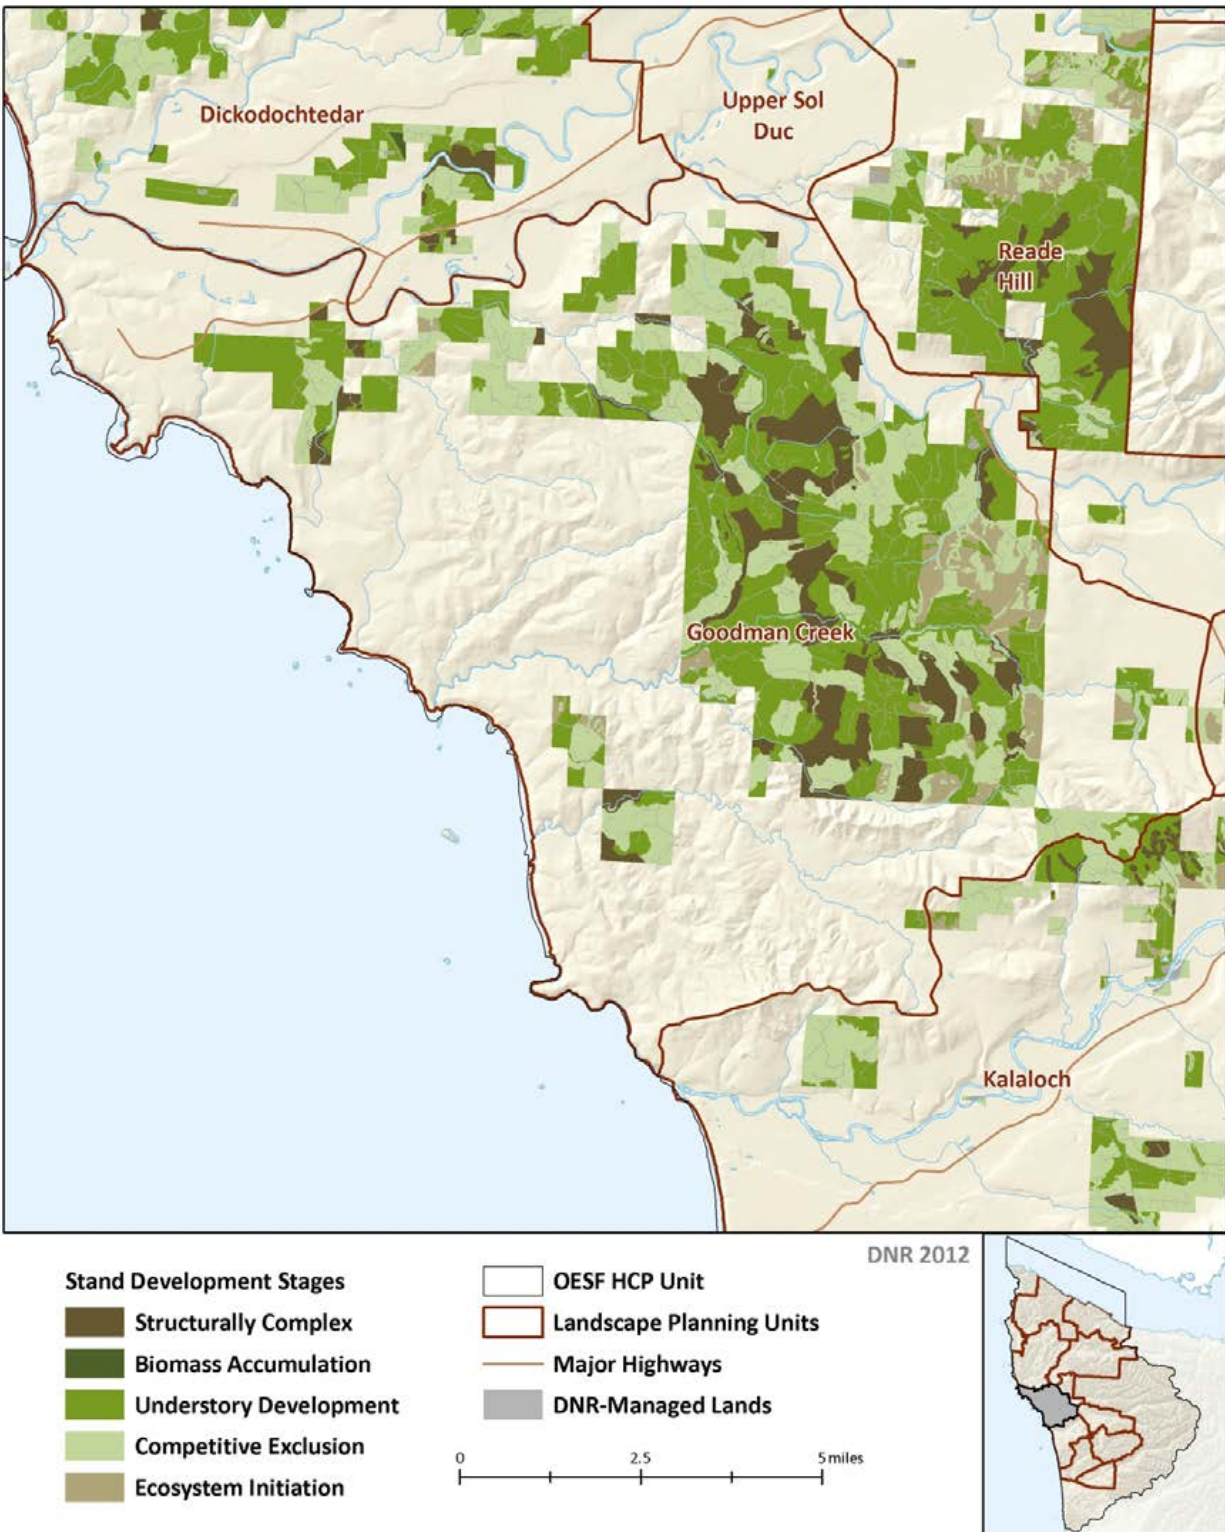 Dickodochtedar
Upper Sol
Duc
Reade
Hill
Goodman Creek
Kalaloch
DNR 2012
Stand Development Stages
Structurally Complex
Biomass Accumulation
Understory Development
Competitive Exclusion
Ecosystem Initiation
OESF HCP Unit
Landscape Planning Units
Major Highways
DNR-Managed Lands
0 2.5 5 miles